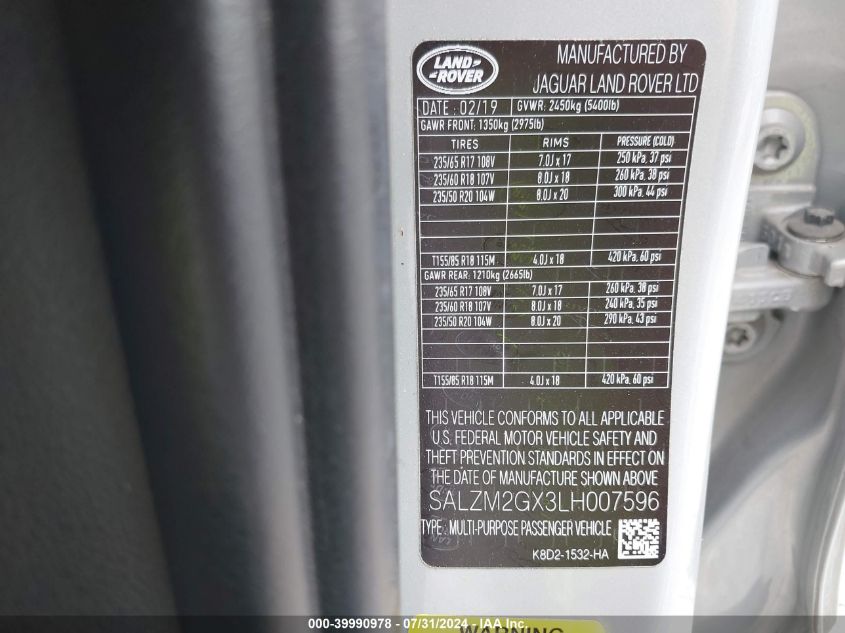 LAND-
-ROVER
MANUFACTURED BY
JAGUAR LAND ROVER LTD
DATE : 02/19 GVWR: 2450kg (5400lb)
GAWR FRONT: 1350kg (2975lb)
TIRES RIMS PRESSURE (COLD)
235/65 R17 108V 7.0J x 17 250 kPa, 37 psi
235/60 R18 107V 8.0J x 18 260 kPa, 38 psi
235/50 R20 104W 8.0J x 20 300 kPa, 44 psi
T155/85 R18 115M 4.0J x 18 420 kPa, 60 psi
GAWR REAR: 1210kg (2665lb)
235/65 R17 108V 7.0J x 17 260 kPa, 38 psi
235/60 R18 107V 8.0J x 18 240 kPa, 35 psi
235/50 R20 104W 8.0J x 20 290 kPa, 43 psi
T155/85 R18 115M 4.0J x 18 420 kPa, 60 psi
THIS VEHICLE CONFORMS TO ALL APPLICABLE
U.S. FEDERAL MOTOR VEHICLE SAFETY AND
THEFT PREVENTION STANDARDS IN EFFECT ON
THE DATE OF MANUFACTURE SHOWN ABOVE
SALZM2GX3LH007596
TYPE : MULTI-PURPOSE PASSENGER VEHICLE
K8D2-1532-HA
WARNING
000-39990978 - 07/31/2024 - IAA Inc.